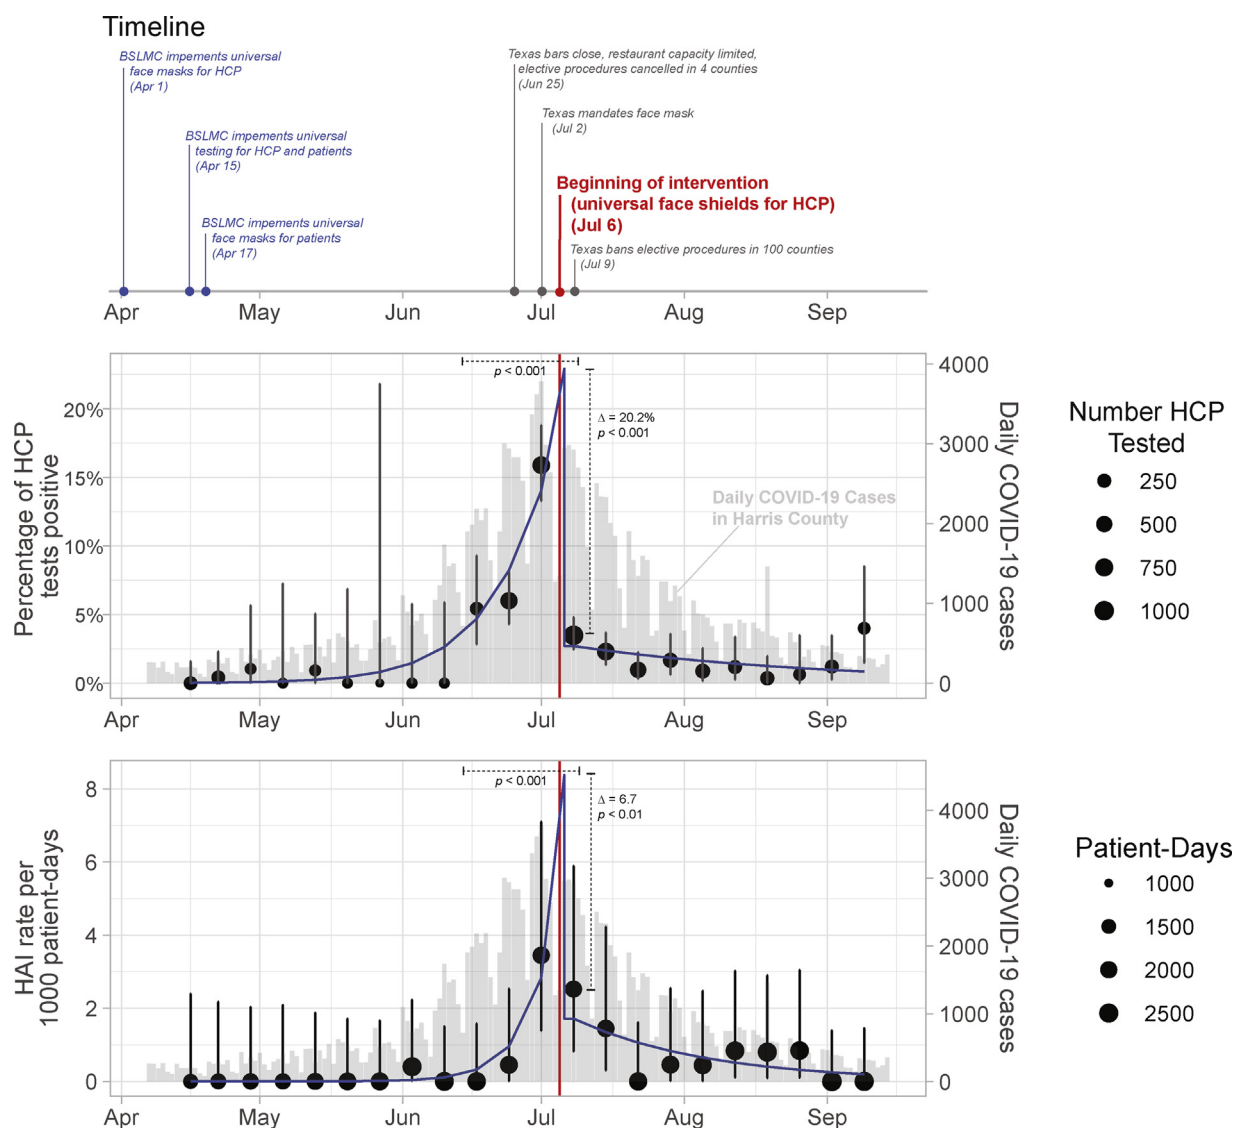 Timeline
BSLMC impements universal
face masks for HCP
(Apr 1)
BSLMC impements universal
testing for HCP and patients
(Apr 15)
BSLMC impements universal
face masks for patients
(Apr 17)
Texas bars close, restaurant capacity limited,
elective procedures cancelled in 4 counties
(Jun 25)
Texas mandates face mask
(Jul 2)
Beginning of intervention
(universal face shields for HCP)
(Jul 6)
Texas bans elective procedures in 100 counties
(Jul 9)
Apr May Jun Jul Aug Sep
Percentage of HCP
tests positive
20%
15%
10%
5%
0%
p < 0.001
Δ = 20.2%
p < 0.001
Daily COVID-19 Cases
in Harris County
4000
3000
2000
1000
0
Daily COVID-19 cases
Apr May Jun Jul Aug Sep
Number HCP
Tested
250
500
750
1000
HAI rate per
1000 patient-days
8
6
4
2
0
p < 0.001
Δ = 6.7
p < 0.01
4000
3000
2000
1000
0
Daily COVID-19 cases
Apr May Jun Jul Aug Sep
Patient-Days
1000
1500
2000
2500